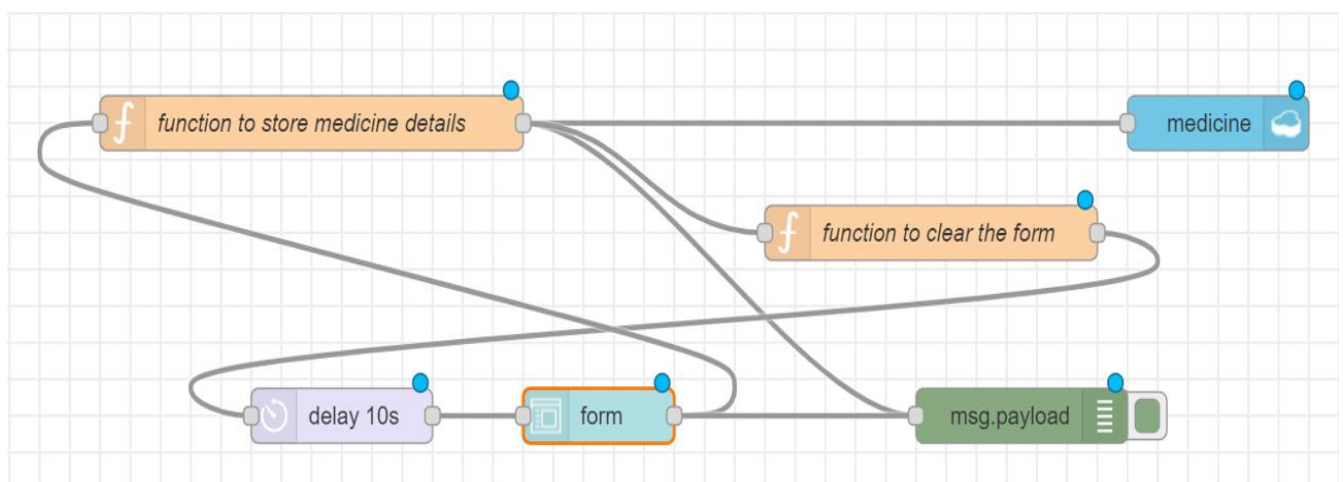 function to store medicine details
medicine
function to clear the form
delay 10s
form
msg.payload